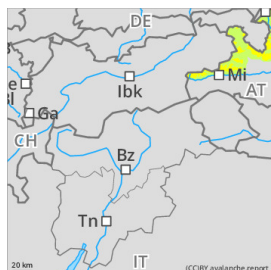 DE
Mi
Ibk
AT
Ga
CH
Bz
Tn
IT
20 km
(CC)BY avalanche.report